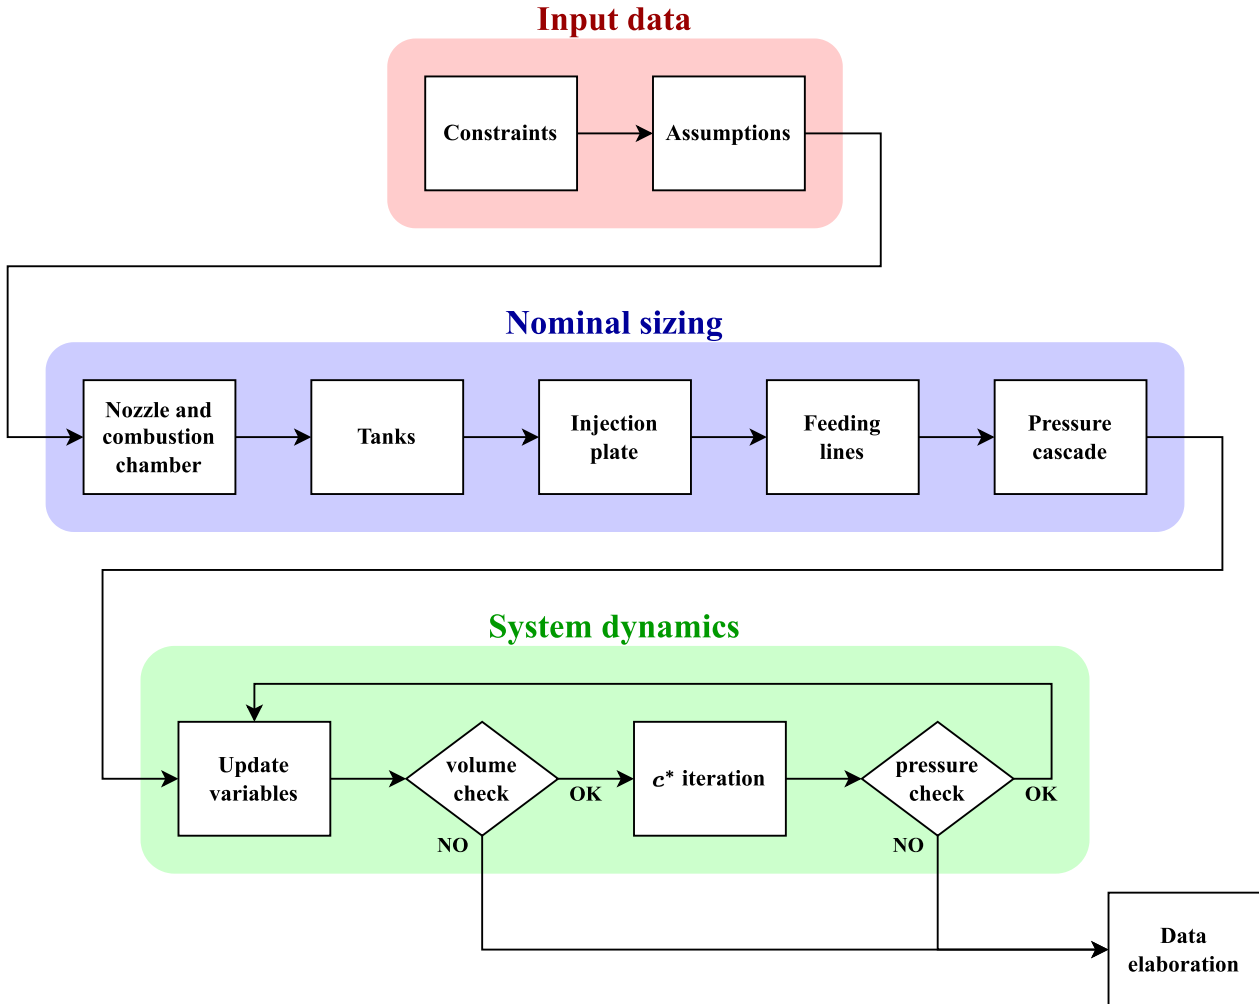 Input data
Constraints
Assumptions
Nominal sizing
Nozzle and
combustion
chamber
Tanks
Injection
plate
Feeding
lines
Pressure
cascade
System dynamics
Update
variables
volume
check
OK
NO
c* iteration
pressure
check
OK
NO
Data
elaboration